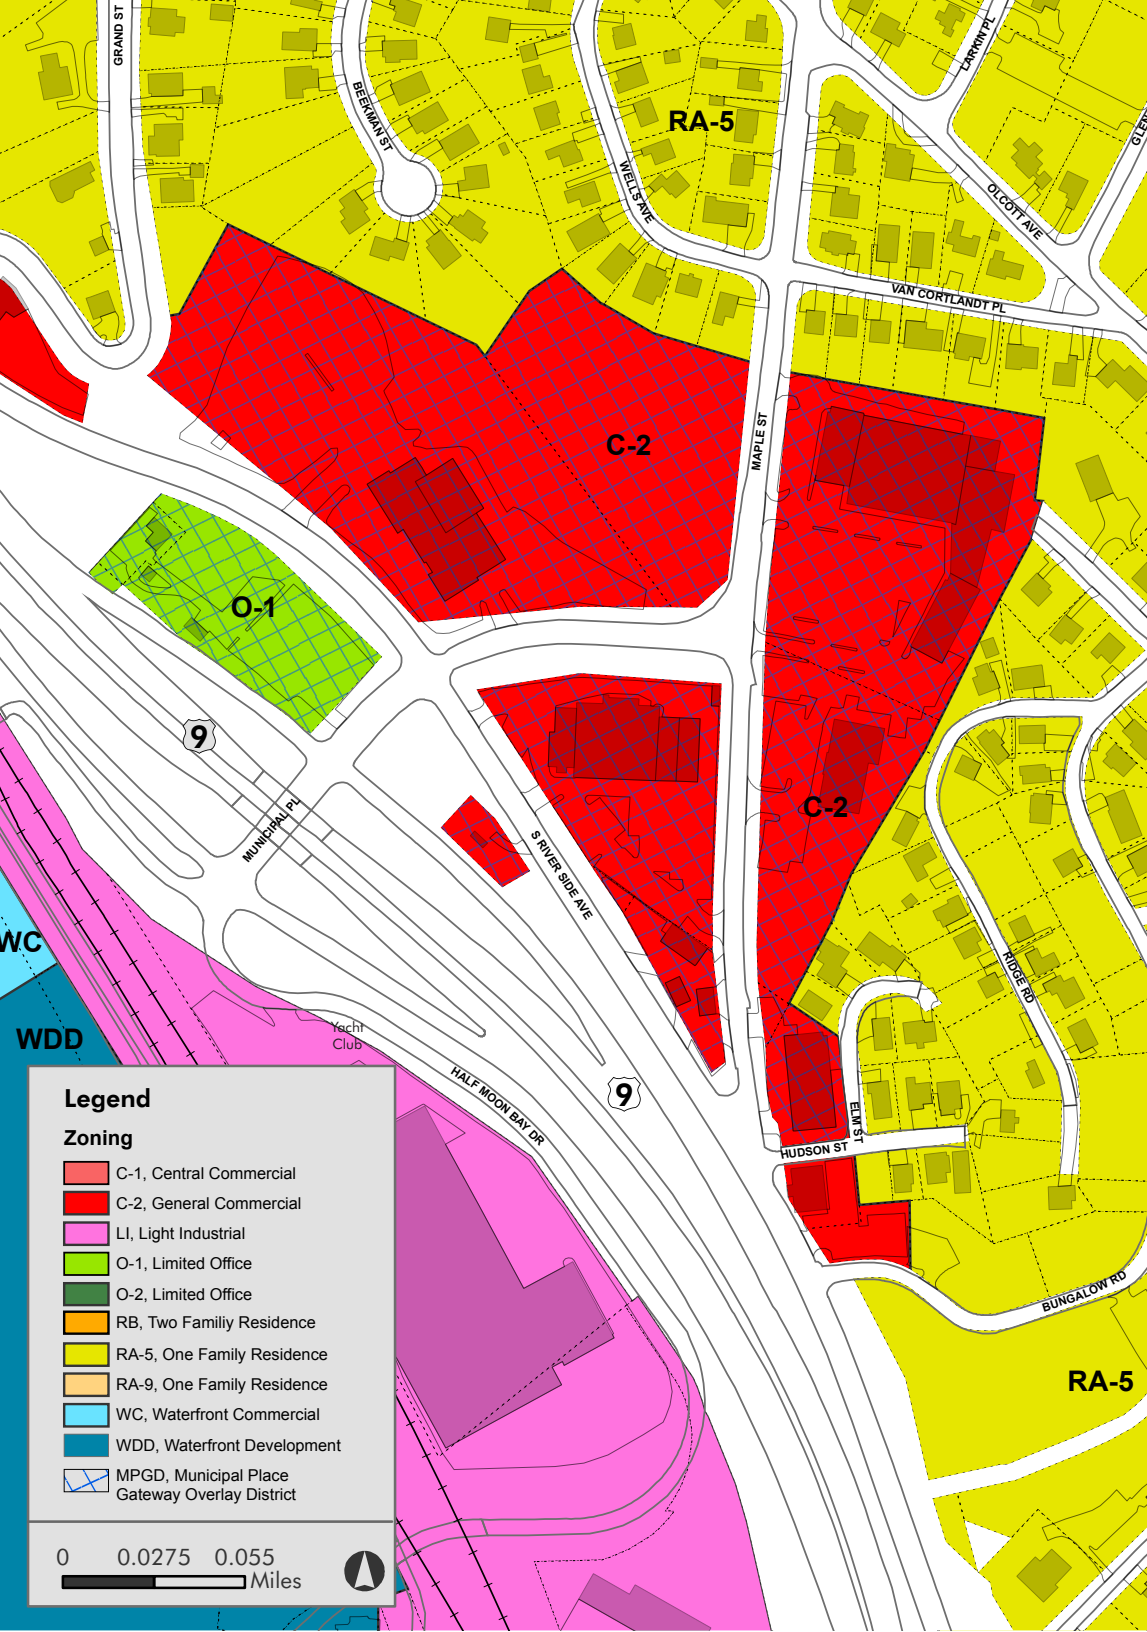 GRAND ST
BEEKMAN ST
WELLS AVE
RA-5
LARKIN PL
OLCOTT AVE
VAN CORTLANDT PL
MAPLE ST
C-2
O-1
9
MUNICIPAL PL
S RIVER SIDE AVE
C-2
RIDGE RD
WC
WDD
Yacht
Club
HALF MOON BAY DR
9
ELM ST
HUDSON ST
BUNGALOW RD
RA-5
Legend
Zoning
C-1, Central Commercial
C-2, General Commercial
LI, Light Industrial
O-1, Limited Office
O-2, Limited Office
RB, Two Familiy Residence
RA-5, One Family Residence
RA-9, One Family Residence
WC, Waterfront Commercial
WDD, Waterfront Development
MPGD, Municipal Place
Gateway Overlay District
0 0.0275 0.055
Miles